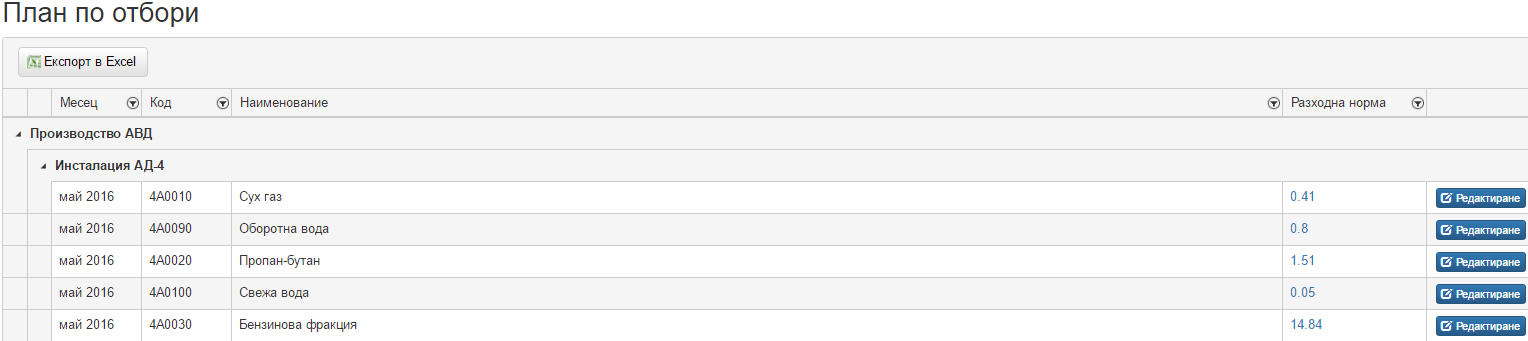 План по отбори
Експорт в Excel
Месец Код Наименование Разходна норма
Производство АВД
Инсталация АД-4
май 2016 4А0010 Сух газ 0.41 Редактиране
май 2016 4А0090 Оборотна вода 0.8 Редактиране
май 2016 4А0020 Пропан-бутан 1.51 Редактиране
май 2016 4А0100 Свежа вода 0.05 Редактиране
май 2016 4А0030 Бензинова фракция 14.84 Редактиране